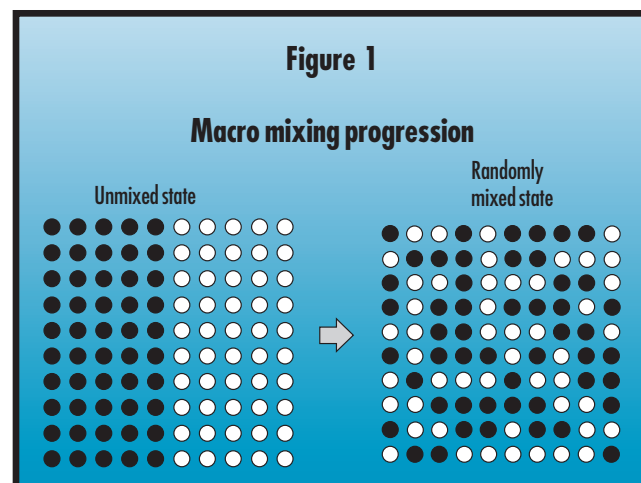 Figure 1
Macro mixing progression
Unmixed state
Randomly
mixed state